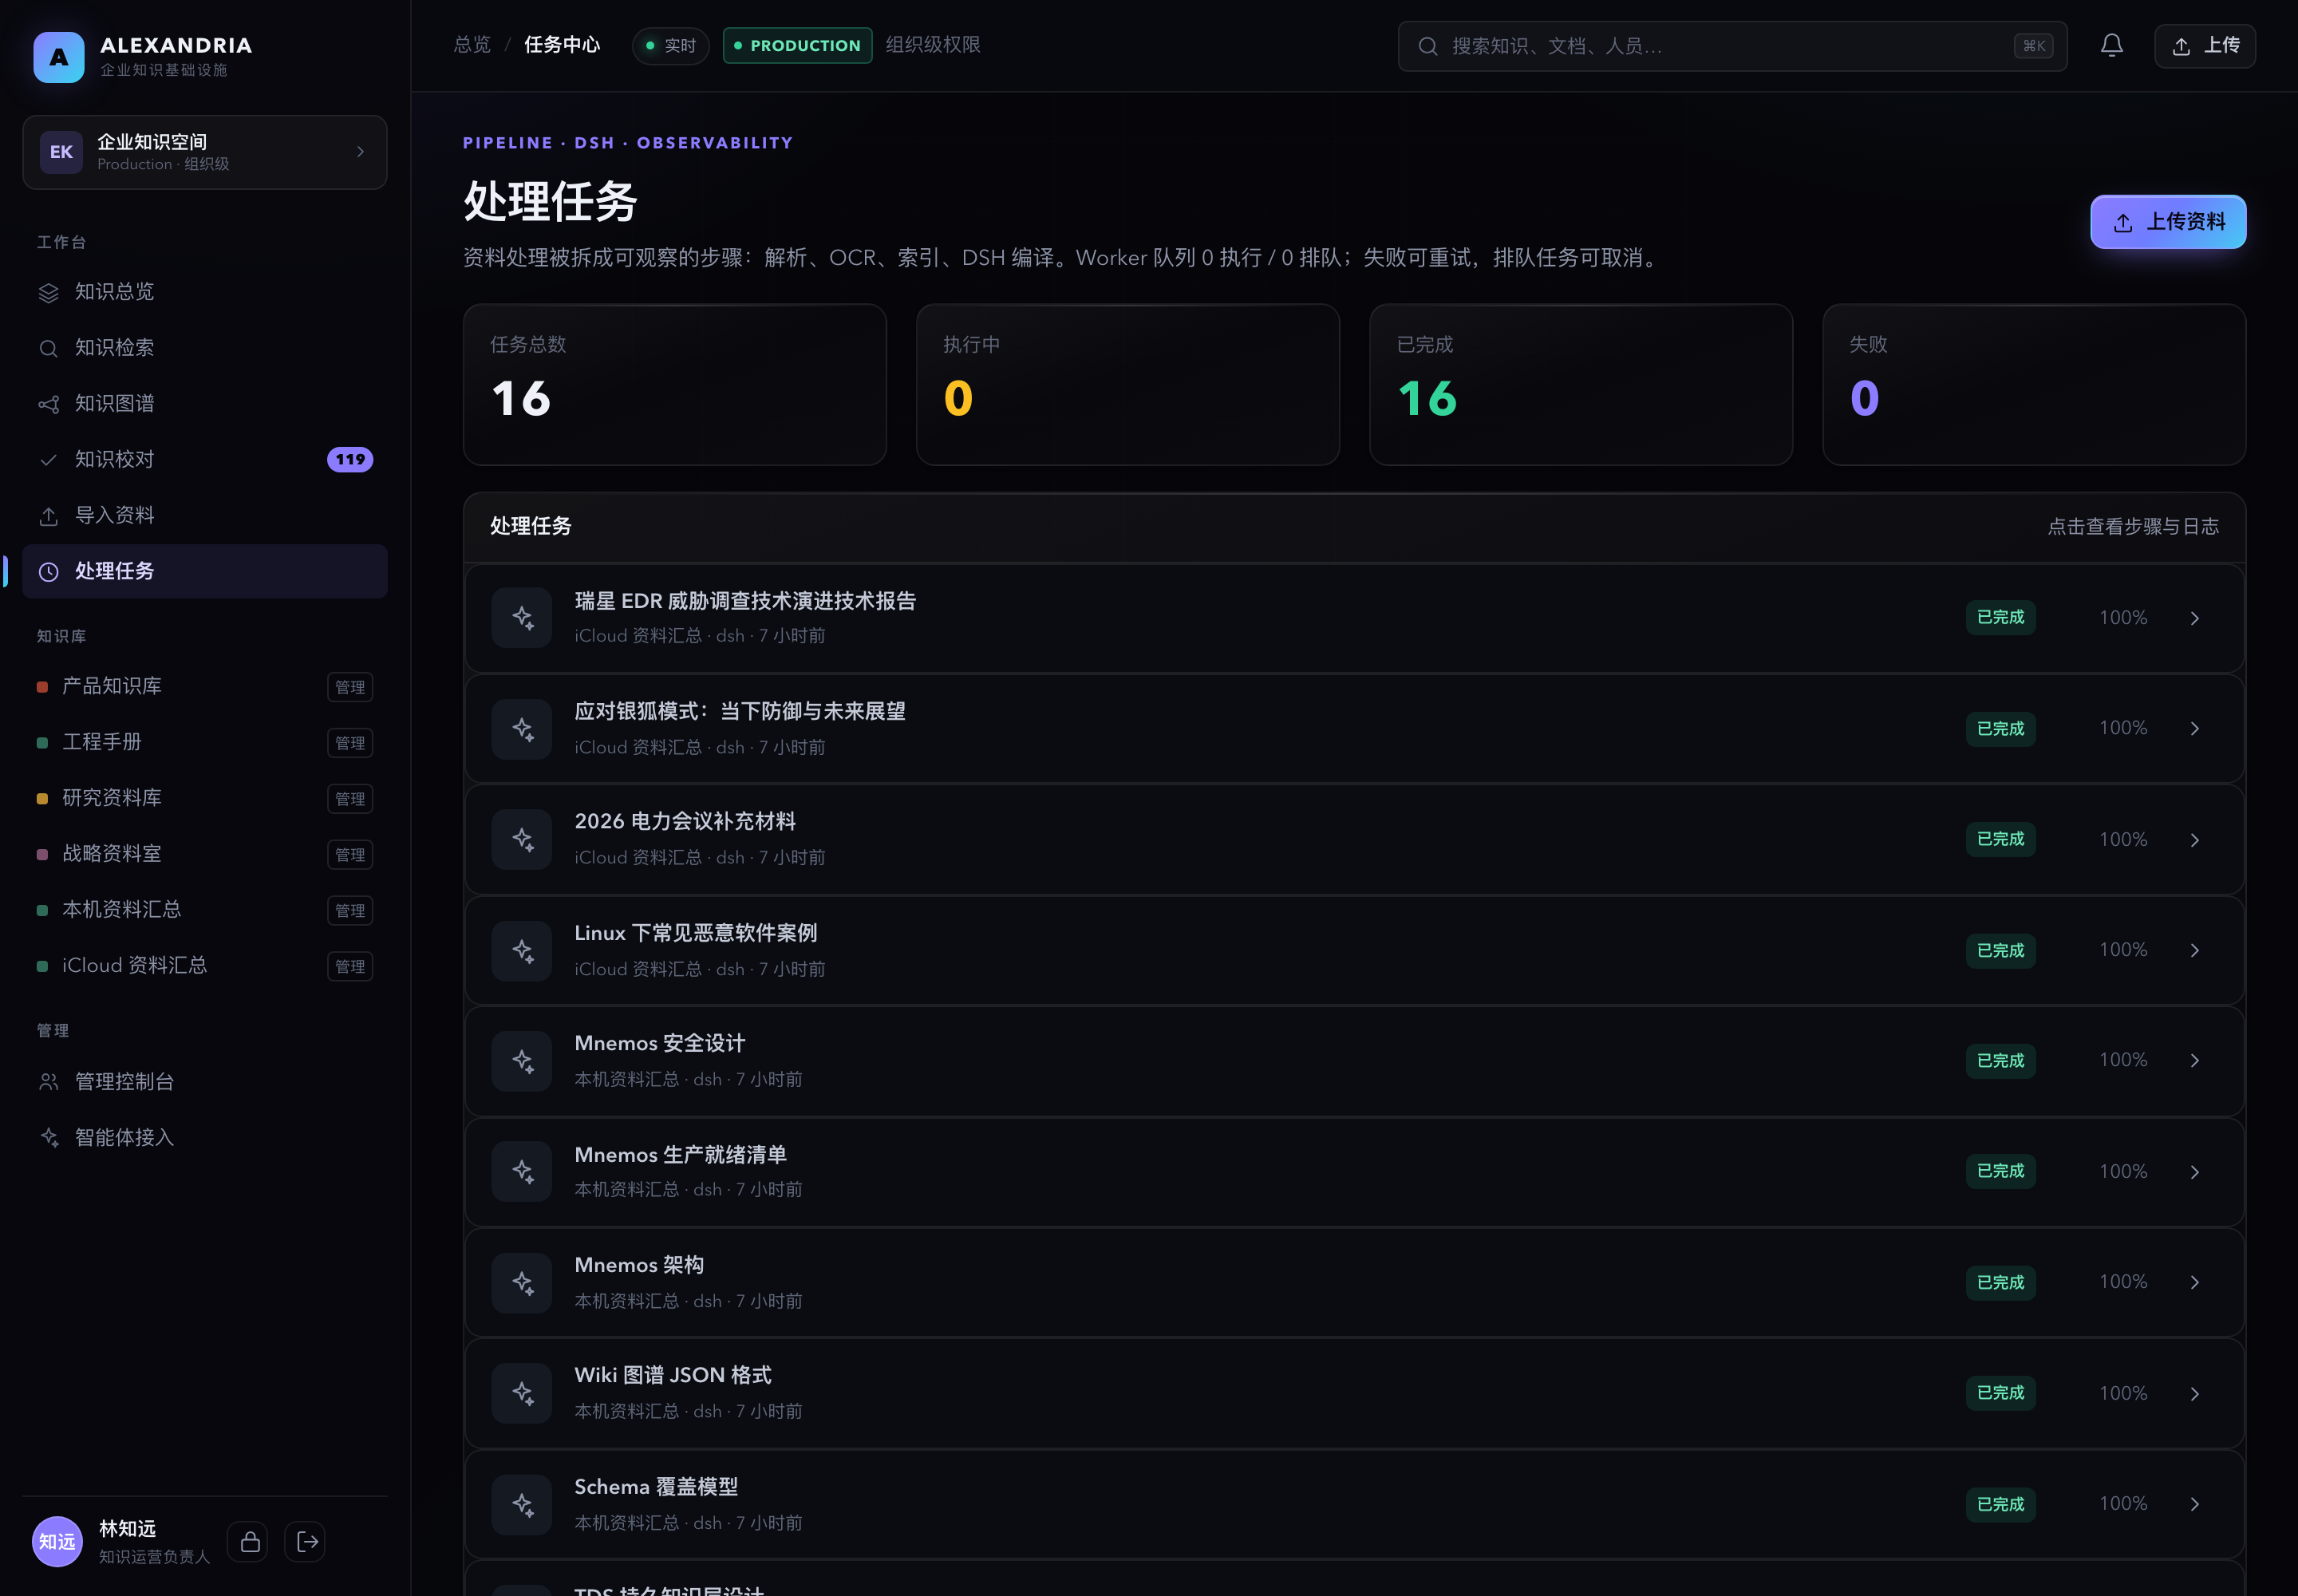 ALEXANDRIA
企业知识基础设施
EK
企业知识空间
Production · 组织级
工作台
知识总览
知识检索
知识图谱
知识校对
119
导入资料
处理任务
知识库
产品知识库
管理
工程手册
管理
研究资料库
管理
战略资料室
管理
本机资料汇总
管理
iCloud 资料汇总
管理
管理
管理控制台
智能体接入
知远
林知远
知识运营负责人
总览 / 任务中心
实时
PRODUCTION
组织级权限
搜索知识、文档、人员...
⌘K
上传
PIPELINE · DSH · OBSERVABILITY
处理任务
资料处理被拆成可观察的步骤：解析、OCR、索引、DSH 编译。Worker 队列 0 执行 / 0 排队；失败可重试，排队任务可取消。
上传资料
任务总数
16
执行中
0
已完成
16
失败
0
处理任务
点击查看步骤与日志
瑞星 EDR 威胁调查技术演进技术报告
iCloud 资料汇总 · dsh · 7 小时前
已完成
100%
应对银狐模式：当下防御与未来展望
iCloud 资料汇总 · dsh · 7 小时前
已完成
100%
2026 电力会议补充材料
iCloud 资料汇总 · dsh · 7 小时前
已完成
100%
Linux 下常见恶意软件案例
iCloud 资料汇总 · dsh · 7 小时前
已完成
100%
Mnemos 安全设计
本机资料汇总 · dsh · 7 小时前
已完成
100%
Mnemos 生产就绪清单
本机资料汇总 · dsh · 7 小时前
已完成
100%
Mnemos 架构
本机资料汇总 · dsh · 7 小时前
已完成
100%
Wiki 图谱 JSON 格式
本机资料汇总 · dsh · 7 小时前
已完成
100%
Schema 覆盖模型
本机资料汇总 · dsh · 7 小时前
已完成
100%